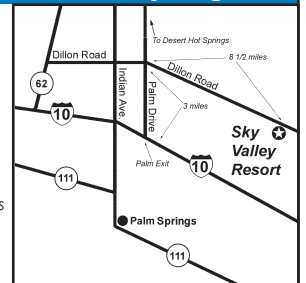 To Desert Hot Springs
Dillon Road
8 1/2 miles
Dillon Road
62
Indian Ave.
Palm Drive
3 miles
10
Sky
Valley
Resort
Palm Exit
10
111
Palm Springs
111
S